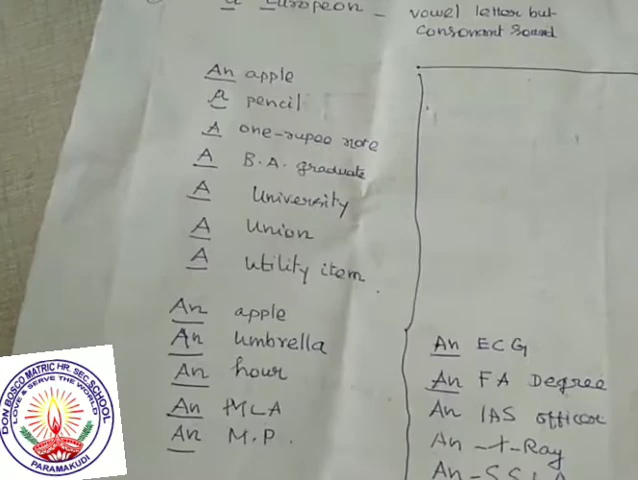 a European - vowel letter but
consonant sound
An apple
a pencil
A one-rupee note
A B.A. graduate
A University
A Union
A utility item
An apple
An umbrella
An hour
An MLA
An M.P.
An ECG
An FA Degree
An IAS officer
An -X-Ray
DON BOSCO MATRIC HR. SEC. SCHOOL
LOVE & SERVE THE WORLD
PARAMAKUDI